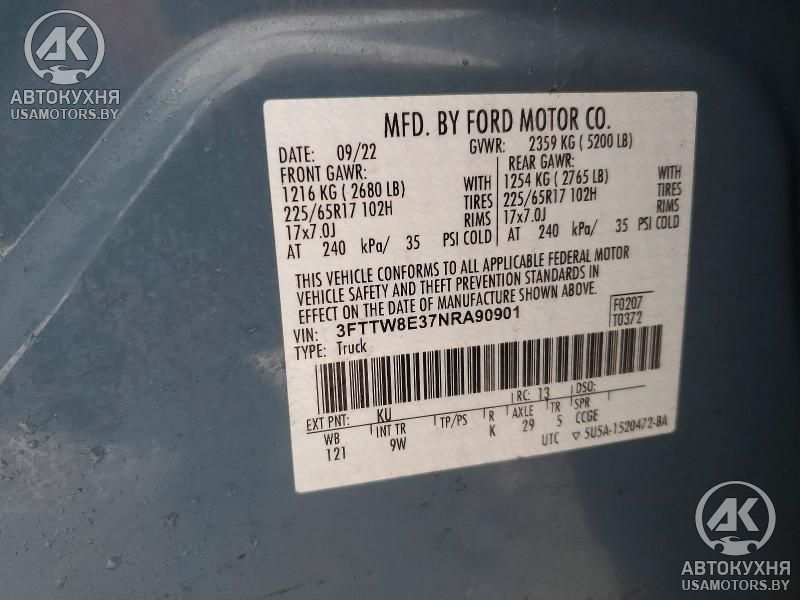 АК
АВТОКУХНЯ
USAMOTORS.BY
MFD. BY FORD MOTOR CO.
DATE: 09/22 GVWR: 2359 KG ( 5200 LB)
FRONT GAWR: REAR GAWR:
1216 KG ( 2680 LB) WITH 1254 KG ( 2765 LB) WITH
225/65R17 102H TIRES 225/65R17 102H TIRES
17x7.0J RIMS 17x7.0J RIMS
AT 240 kPa/ 35 PSI COLD AT 240 kPa/ 35 PSI COLD
THIS VEHICLE CONFORMS TO ALL APPLICABLE FEDERAL MOTOR
VEHICLE SAFETY AND THEFT PREVENTION STANDARDS IN
EFFECT ON THE DATE OF MANUFACTURE SHOWN ABOVE.
VIN: 3FTTW8E37NRA90901 F0207
TYPE: Truck T0372
EXT PNT: KU RC: 13 DSO:
WB INT TR TP/PS R AXLE TR SPR
121 9W K 29 5 CCGE
UTC ▽ 5U5A-1520472-BA
АК
АВТОКУХНЯ
USAMOTORS.BY